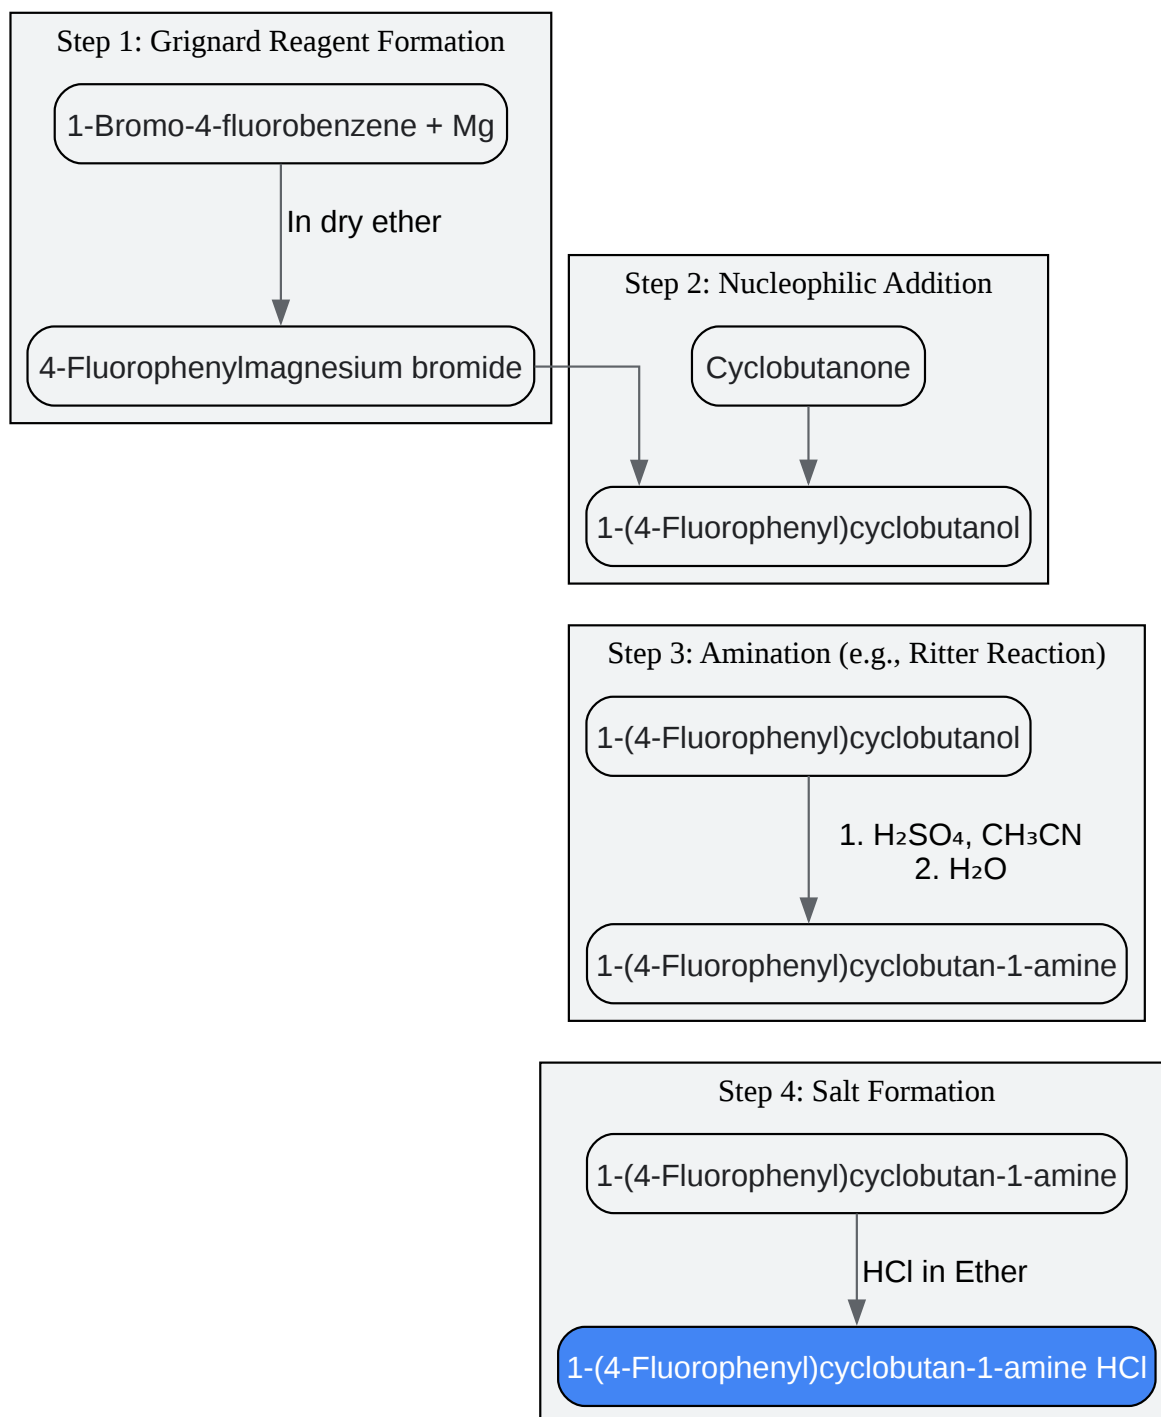 Step 1: Grignard Reagent Formation
1-Bromo-4-fluorobenzene + Mg
In dry ether
4-Fluorophenylmagnesium bromide
Step 2: Nucleophilic Addition
Cyclobutanone
1-(4-Fluorophenyl)cyclobutanol
Step 3: Amination (e.g., Ritter Reaction)
1-(4-Fluorophenyl)cyclobutanol
1. H₂SO₄, CH₃CN
2. H₂O
1-(4-Fluorophenyl)cyclobutan-1-amine
Step 4: Salt Formation
1-(4-Fluorophenyl)cyclobutan-1-amine
HCl in Ether
1-(4-Fluorophenyl)cyclobutan-1-amine HCl